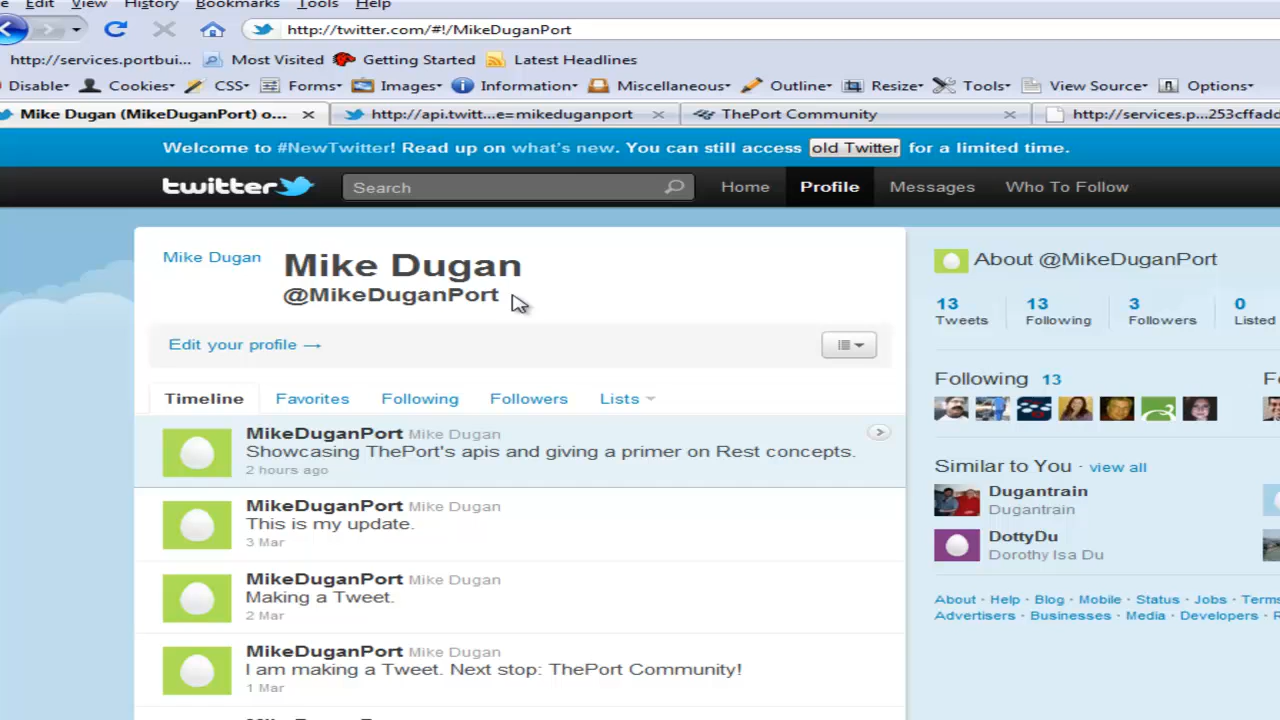 Edit View History Bookmarks Tools Help
http://twitter.com/#!/MikeDuganPort
http://services.portbui... Most Visited Getting Started Latest Headlines
Disable Cookies CSS Forms Images Information Miscellaneous Outline Resize Tools View Source Options
Mike Dugan (MikeDuganPort) o... http://api.twitt...e=mikeduganport ThePort Community http://services.p...253cffadd
Welcome to #NewTwitter! Read up on what's new. You can still access old Twitter for a limited time.
twitter Search Home Profile Messages Who To Follow
Mike Dugan
Mike Dugan
@MikeDuganPort
Edit your profile →
Timeline Favorites Following Followers Lists
MikeDuganPort Mike Dugan
Showcasing ThePort's apis and giving a primer on Rest concepts.
2 hours ago
MikeDuganPort Mike Dugan
This is my update.
3 Mar
MikeDuganPort Mike Dugan
Making a Tweet.
2 Mar
MikeDuganPort Mike Dugan
I am making a Tweet. Next stop: ThePort Community!
1 Mar
About @MikeDuganPort
13 13 3 0
Tweets Following Followers Listed
Following 13
Similar to You · view all
Dugantrain
Dugantrain
DottyDu
Dorothy Isa Du
About · Help · Blog · Mobile · Status · Jobs · Terms
Advertisers · Businesses · Media · Developers ·